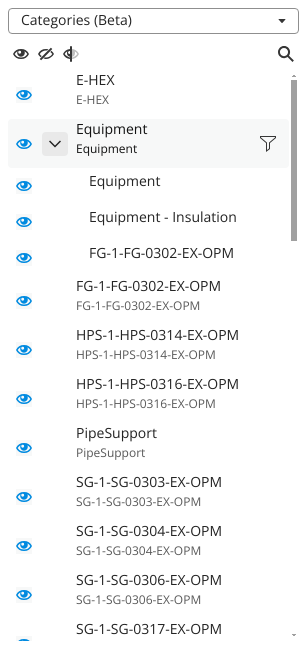 Categories (Beta)
E-HEX
E-HEX
Equipment
Equipment
Equipment
Equipment - Insulation
FG-1-FG-0302-EX-OPM
FG-1-FG-0302-EX-OPM
FG-1-FG-0302-EX-OPM
HPS-1-HPS-0314-EX-OPM
HPS-1-HPS-0314-EX-OPM
HPS-1-HPS-0316-EX-OPM
HPS-1-HPS-0316-EX-OPM
PipeSupport
PipeSupport
SG-1-SG-0303-EX-OPM
SG-1-SG-0303-EX-OPM
SG-1-SG-0304-EX-OPM
SG-1-SG-0304-EX-OPM
SG-1-SG-0306-EX-OPM
SG-1-SG-0306-EX-OPM
SG-1-SG-0317-EX-OPM